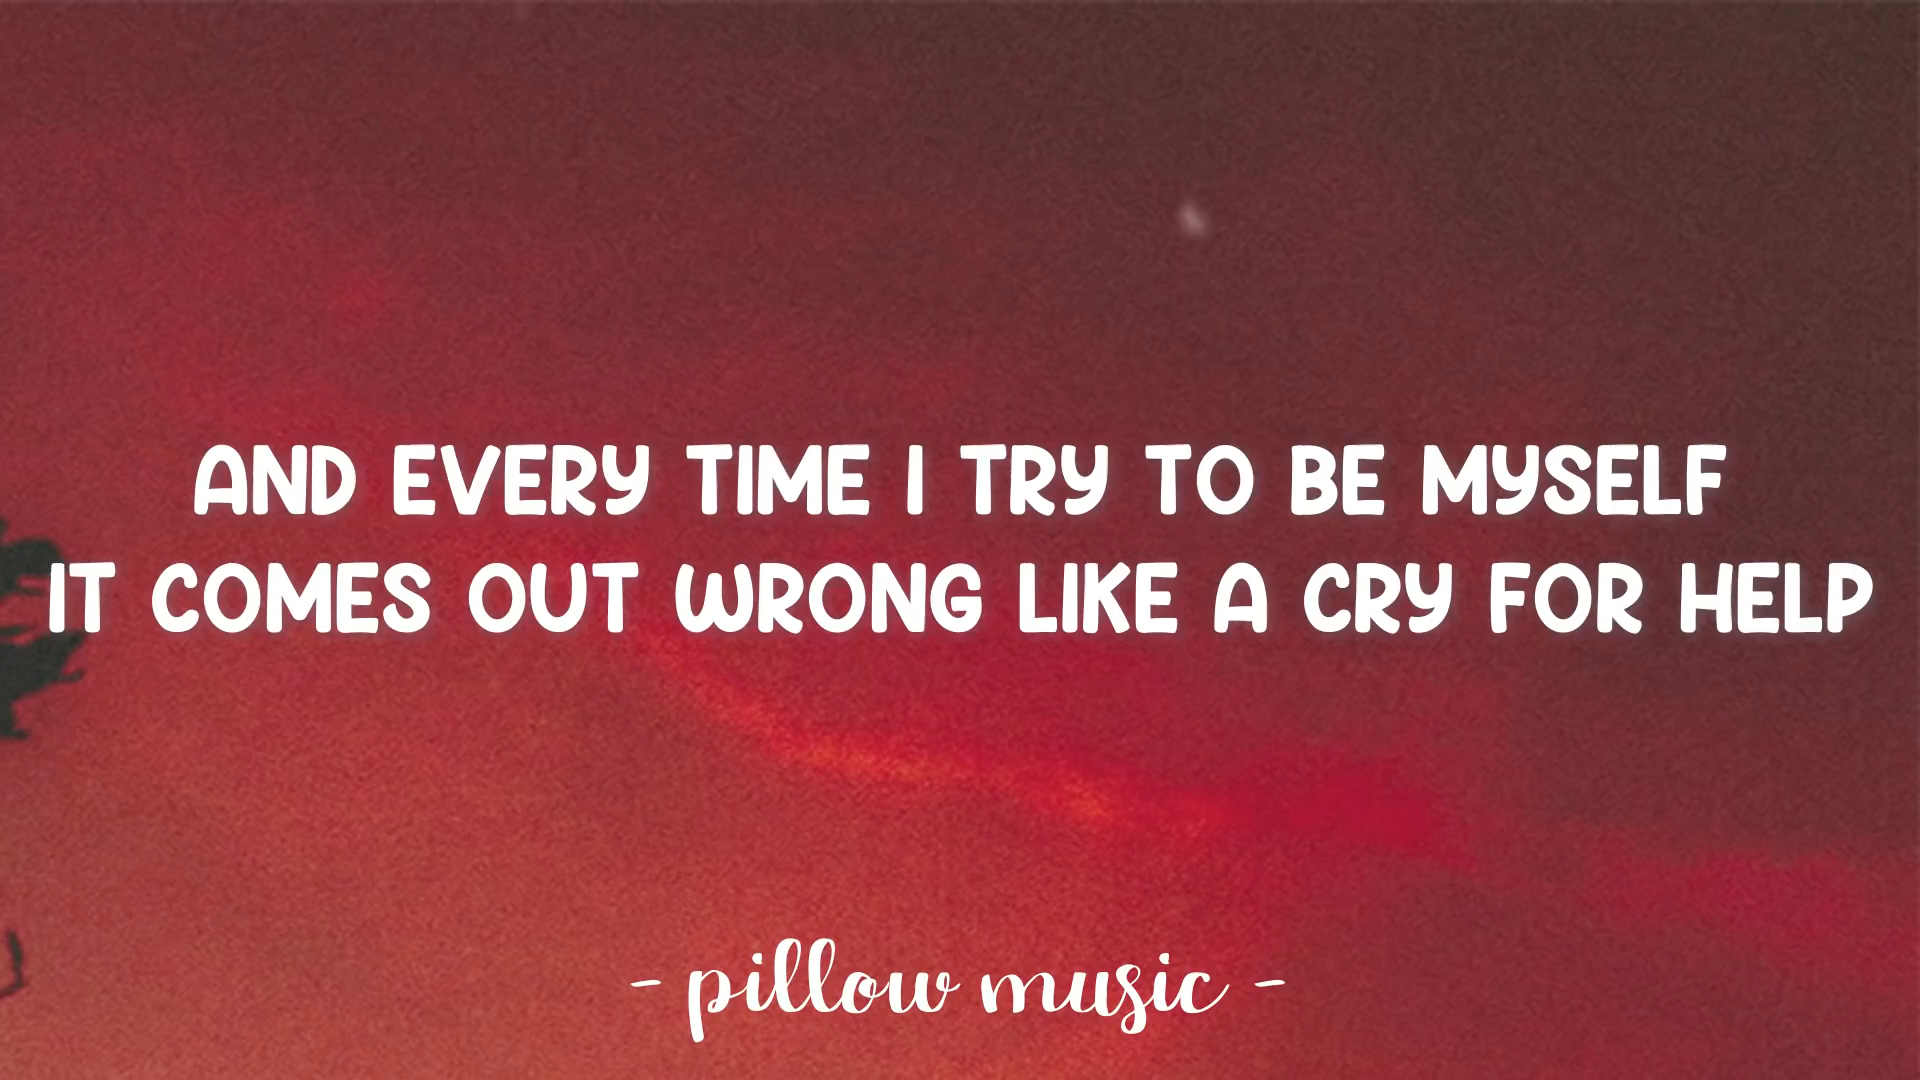 AND EVERY TIME I TRY TO BE MYSELF
IT COMES OUT WRONG LIKE A CRY FOR HELP
- pillow music -